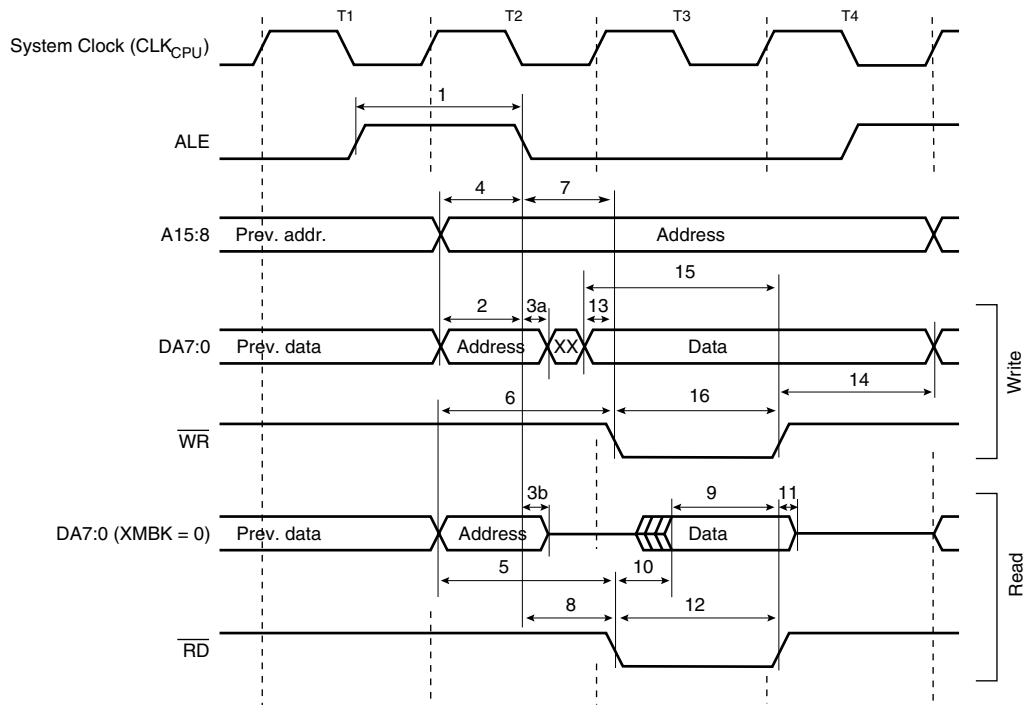 T1 T2 T3 T4
System Clock (CLKCPU)
1
ALE
4 7
A15:8 Prev. addr. Address
15
2 3a 13
DA7:0 Prev. data Address XX Data
14
6 16
WR
Write
3b 9 11
DA7:0 (XMBK = 0) Prev. data Address Data
5 10
8 12
RD
Read